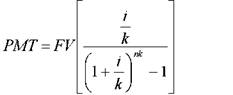 PMT = FV[ (i/k) / ((1 + i/k)^{nk} − 1) ]